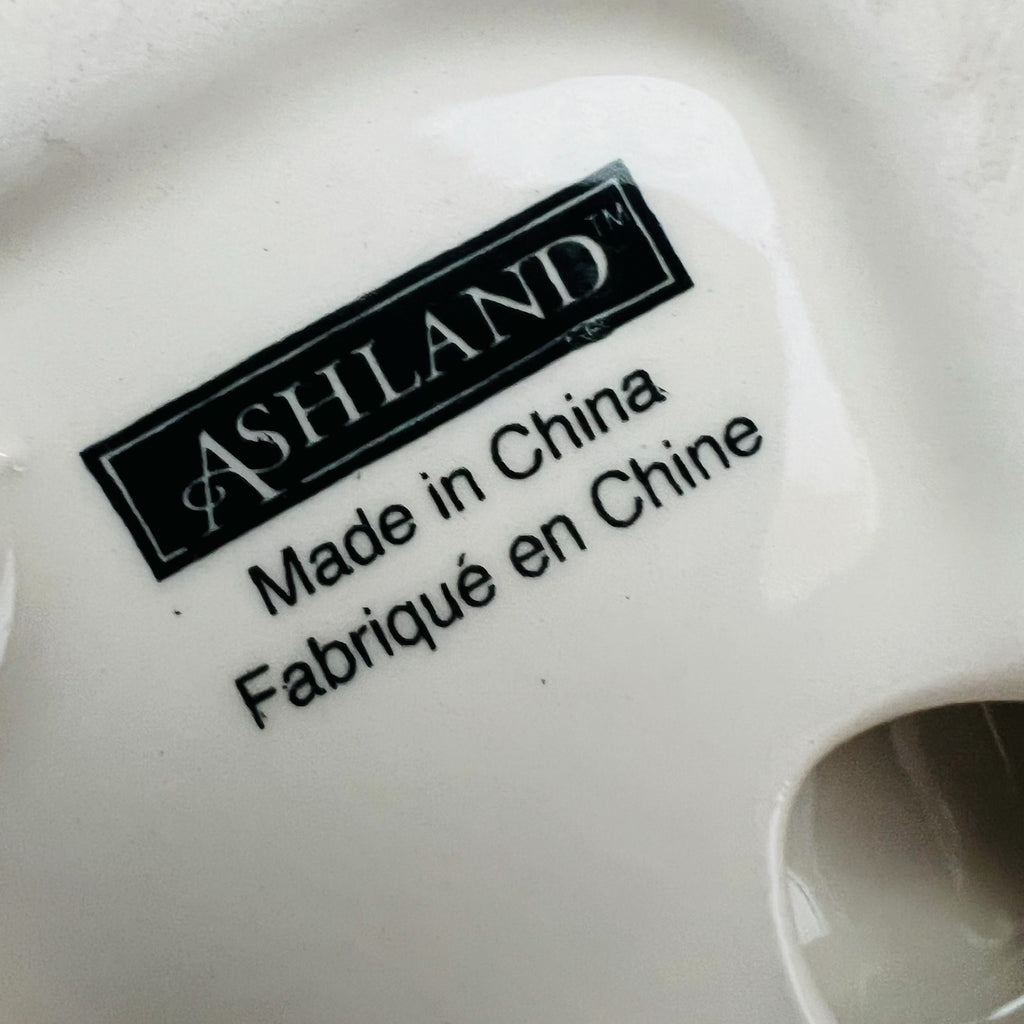 ASHLAND™
Made in China
Fabriqué en Chine